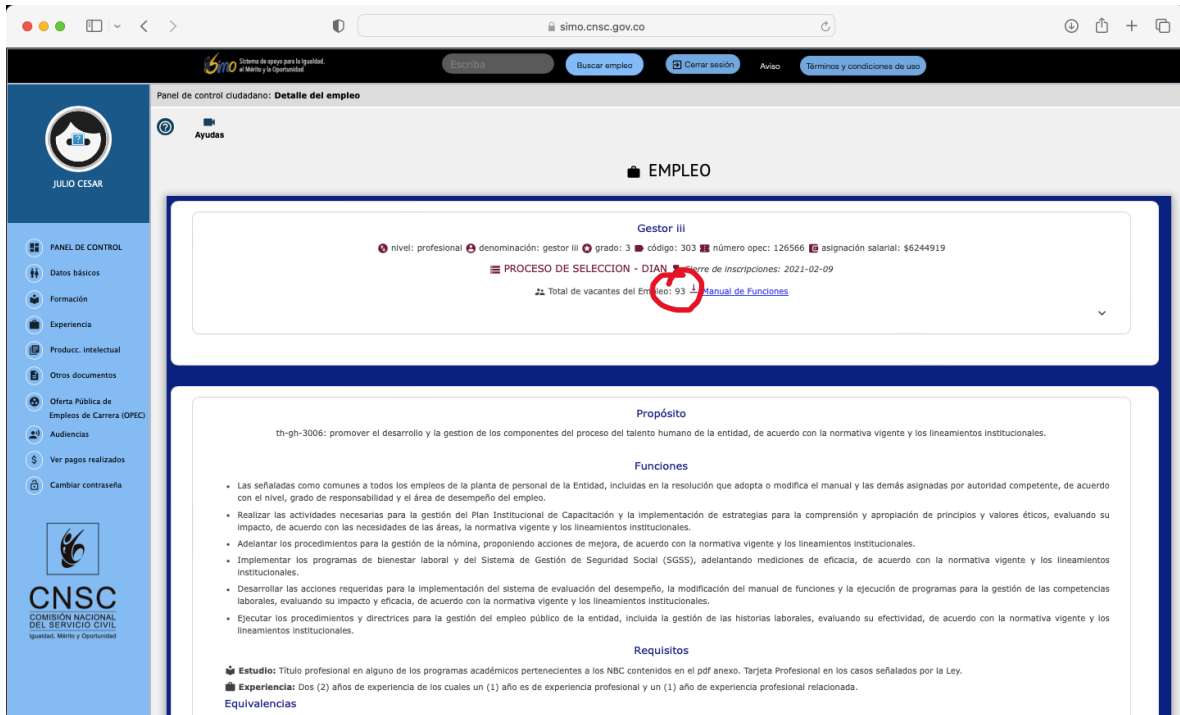 simo.cnsc.gov.co
Simo Sistema de apoyo para la Igualdad, el Mérito y la Oportunidad
Escriba
Buscar empleo
Cerrar sesión
Aviso
Términos y condiciones de uso
JULIO CESAR
PANEL DE CONTROL
Datos básicos
Formación
Experiencia
Producc. intelectual
Otros documentos
Oferta Pública de
Empleos de Carrera (OPEC)
Audiencias
Ver pagos realizados
Cambiar contraseña
CNSC
COMISIÓN NACIONAL
DEL SERVICIO CIVIL
Igualdad, Mérito y Oportunidad
Panel de control ciudadano: Detalle del empleo
Ayudas
EMPLEO
Gestor iii
nivel: profesional denominación: gestor iii grado: 3 código: 303 número opec: 126566 asignación salarial: $6244919
PROCESO DE SELECCION - DIAN Cierre de inscripciones: 2021-02-09
Total de vacantes del Empleo: 93 Manual de Funciones
Propósito
th-gh-3006: promover el desarrollo y la gestion de los componentes del proceso del talento humano de la entidad, de acuerdo con la normativa vigente y los lineamientos institucionales.
Funciones
Las señaladas como comunes a todos los empleos de la planta de personal de la Entidad, incluidas en la resolución que adopta o modifica el manual y las demás asignadas por autoridad competente, de acuerdo
con el nivel, grado de responsabilidad y el área de desempeño del empleo.
Realizar las actividades necesarias para la gestión del Plan Institucional de Capacitación y la implementación de estrategias para la comprensión y apropiación de principios y valores éticos, evaluando su
impacto, de acuerdo con las necesidades de las áreas, la normativa vigente y los lineamientos institucionales.
Adelantar los procedimientos para la gestión de la nómina, proponiendo acciones de mejora, de acuerdo con la normativa vigente y los lineamientos institucionales.
Implementar los programas de bienestar laboral y del Sistema de Gestión de Seguridad Social (SGSS), adelantando mediciones de eficacia, de acuerdo con la normativa vigente y los lineamientos
institucionales.
Desarrollar las acciones requeridas para la implementación del sistema de evaluación del desempeño, la modificación del manual de funciones y la ejecución de programas para la gestión de las competencias
laborales, evaluando su impacto y eficacia, de acuerdo con la normativa vigente y los lineamientos institucionales.
Ejecutar los procedimientos y directrices para la gestión del empleo público de la entidad, incluida la gestión de las historias laborales, evaluando su efectividad, de acuerdo con la normativa vigente y los
lineamientos institucionales.
Requisitos
Estudio: Título profesional en alguno de los programas académicos pertenecientes a los NBC contenidos en el pdf anexo. Tarjeta Profesional en los casos señalados por la Ley.
Experiencia: Dos (2) años de experiencia de los cuales un (1) año es de experiencia profesional y un (1) año de experiencia profesional relacionada.
Equivalencias